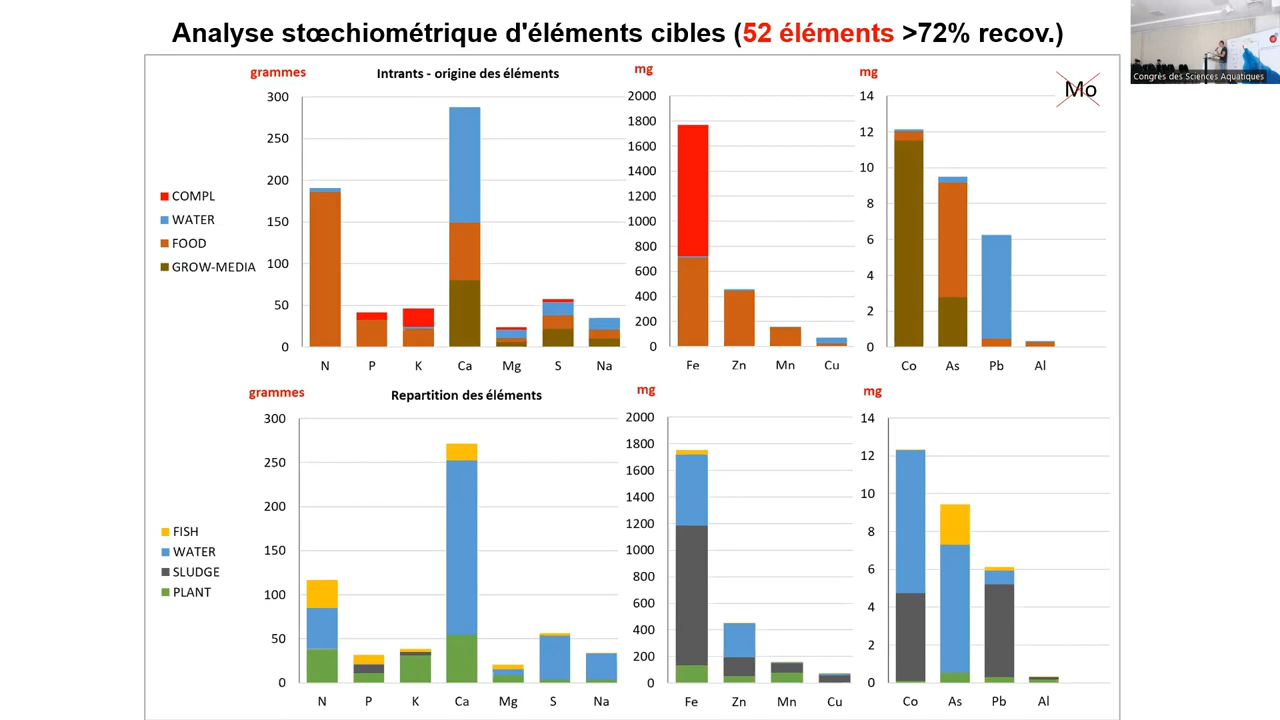 Analyse stœchiométrique d'éléments cibles (52 éléments >72% recov.)
Congrès des Sciences Aquatiques
grammes
Intrants - origine des éléments
mg
mg
Mo
300
250
200
150
100
50
0
2000
1800
1600
1400
1200
1000
800
600
400
200
0
14
12
10
8
6
4
2
0
COMPL
WATER
FOOD
GROW-MEDIA
N P K Ca Mg S Na
Fe Zn Mn Cu
Co As Pb Al
grammes
Repartition des éléments
mg
mg
300
250
200
150
100
50
0
2000
1800
1600
1400
1200
1000
800
600
400
200
0
14
12
10
8
6
4
2
0
FISH
WATER
SLUDGE
PLANT
N P K Ca Mg S Na
Fe Zn Mn Cu
Co As Pb Al